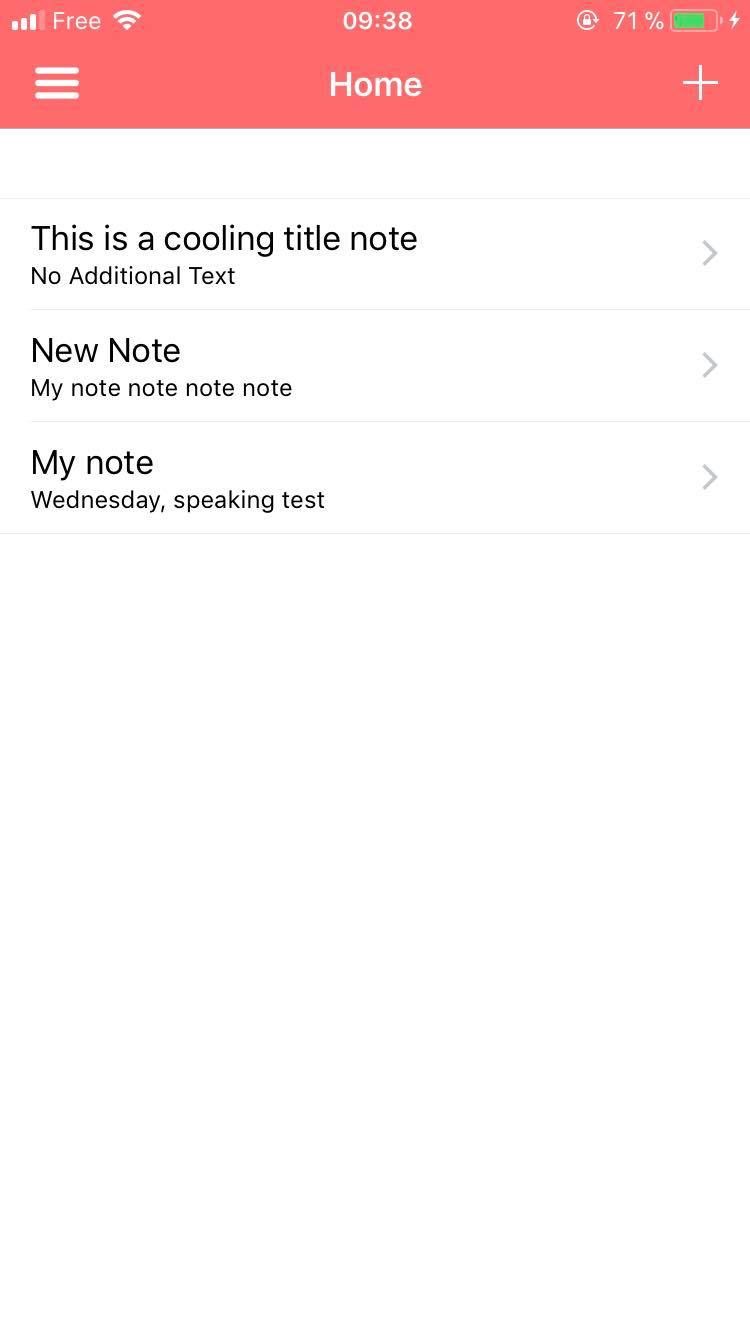 Free 09:38 71 %
Home
This is a cooling title note
No Additional Text
New Note
My note note note note
My note
Wednesday, speaking test